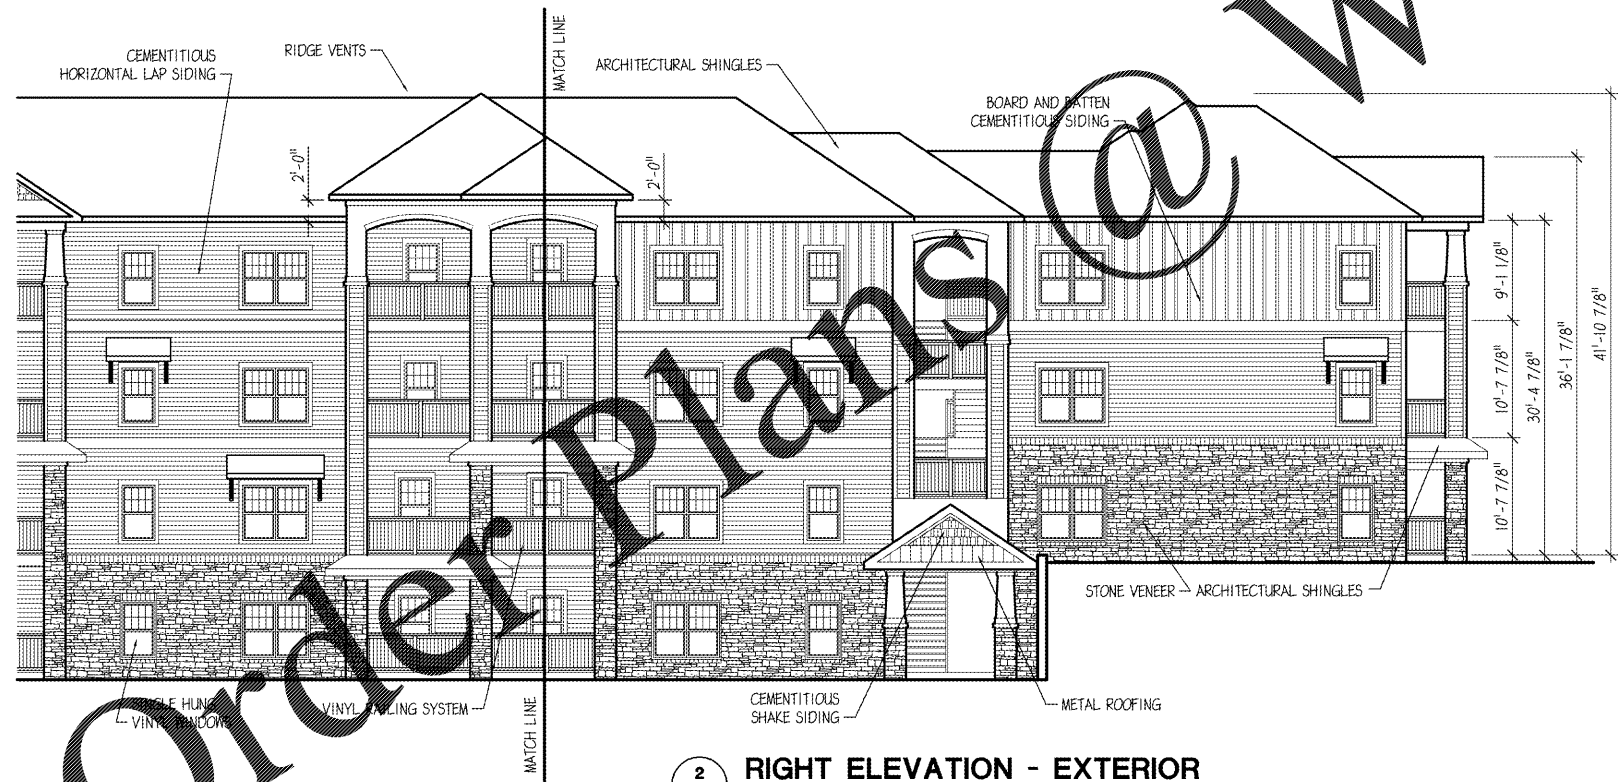 MATCH LINE
RIDGE VENTS
CEMENTITIOUS
HORIZONTAL LAP SIDING
ARCHITECTURAL SHINGLES
BOARD AND BATTEN
CEMENTITIOUS SIDING
2'-0"
2'-0"
9'-1 1/8"
10'-7 7/8"
10'-7 7/8"
30'-4 7/8"
36'-1 7/8"
41'-10 7/8"
STONE VENEER
ARCHITECTURAL SHINGLES
SINGLE HUNG
VINYL WINDOWS
VINYL RAILING SYSTEM
MATCH LINE
CEMENTITIOUS
SHAKE SIDING
METAL ROOFING
2
RIGHT ELEVATION - EXTERIOR
Order Plans @ W